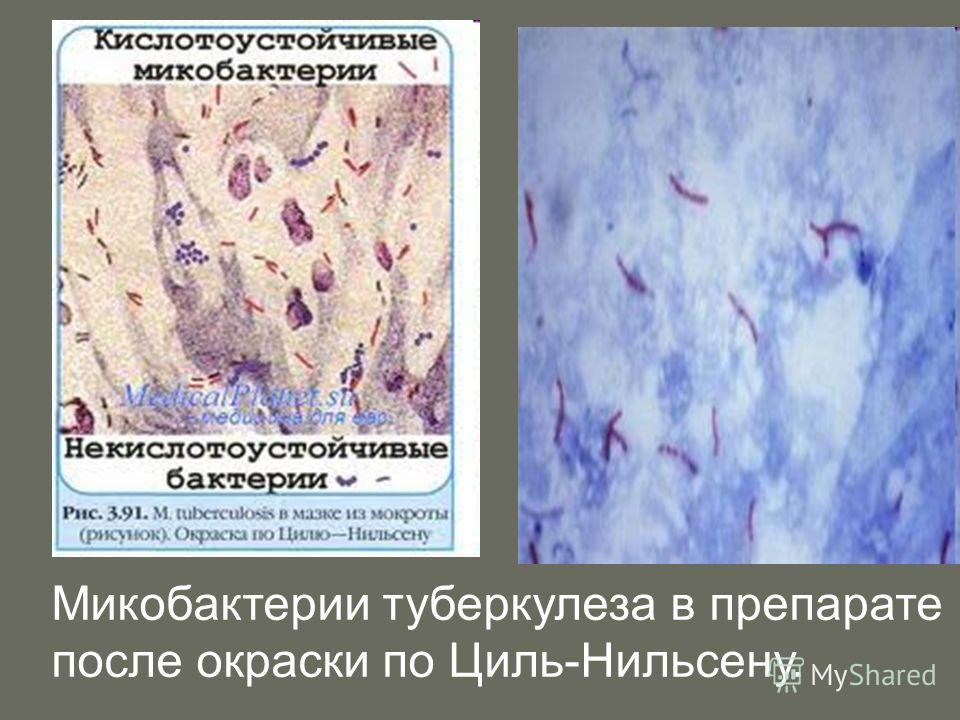 Кислотоустойчивые
микобактерии
MedicalPlanet.su
Некислотоустойчивые
бактерии
Рис. 3.91. M. tuberculosis в мазке из мокроты
(рисунок). Окраска по Цилю—Нильсену
Микобактерии туберкулеза в препарате
после окраски по Циль-Нильсену.
MyShared